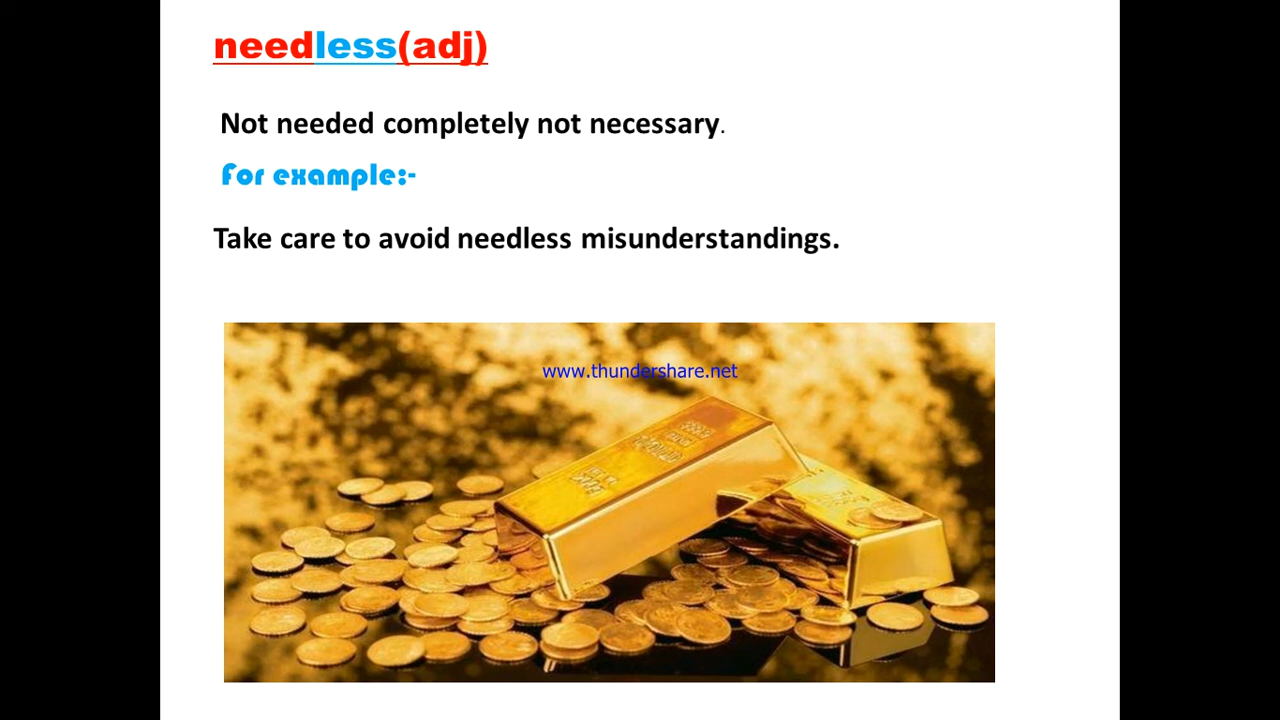 needless(adj)
Not needed completely not necessary.
For example:-
Take care to avoid needless misunderstandings.
www.thundershare.net